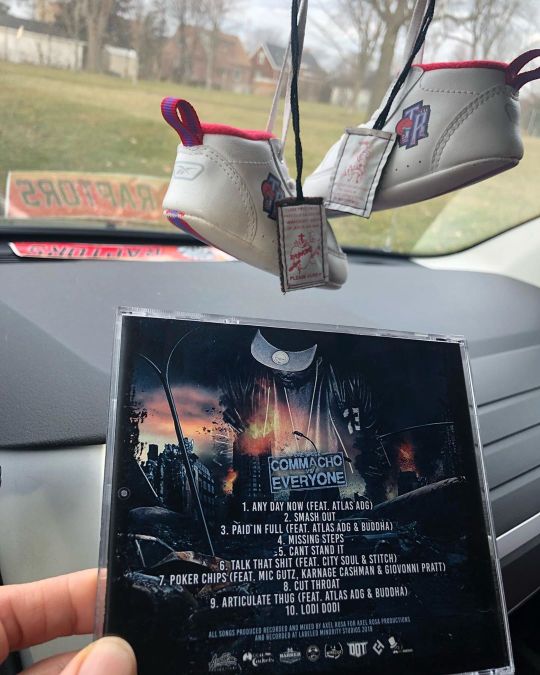 TR
RAPTORS
COMMACHO
VS
EVERYONE
1. ANY DAY NOW (FEAT. ATLAS ADG)
2. SMASH OUT
3. PAID IN FULL (FEAT. ATLAS ADG & BUDDHA)
4. MISSING STEPS
5. CANT STAND IT
6. TALK THAT SHIT (FEAT. CITY SOUL & STITCH)
7. POKER CHIPS (FEAT. MIC GUTZ, KARNAGE CASHMAN & GIOVONNI PRATT)
8. CUT THROAT
9. ARTICULATE THUG (FEAT. ATLAS ADG & BUDDHA)
10. LODI DODI
ALL SONGS PRODUCED RECORDED AND MIXED BY AXEL ROSA FOR AXEL ROSA PRODUCTIONS
AND RECORDED AT LABELED MINORITY STUDIOS 2018
DDT